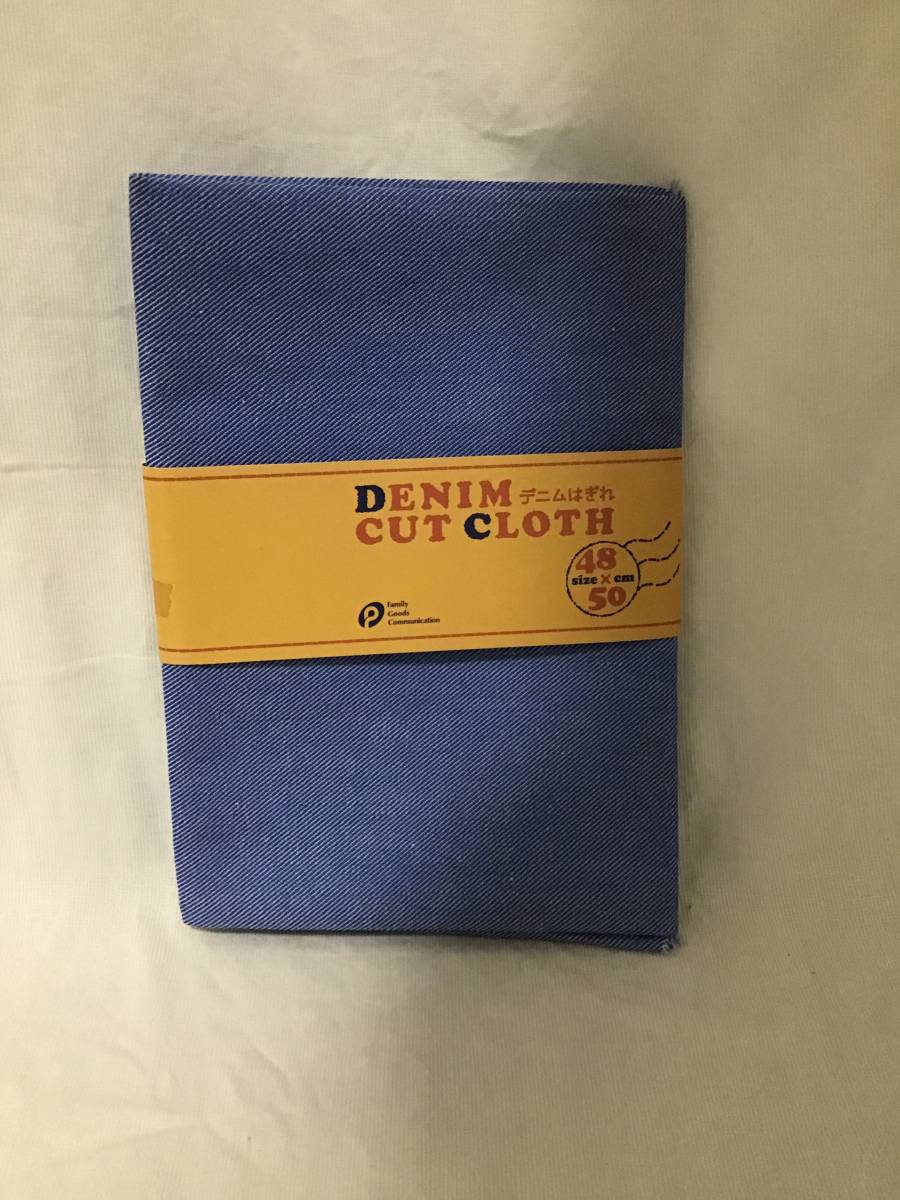 DENIM デニムはぎれ
CUT CLOTH
48
size × cm
50
Family
Goods
Communication